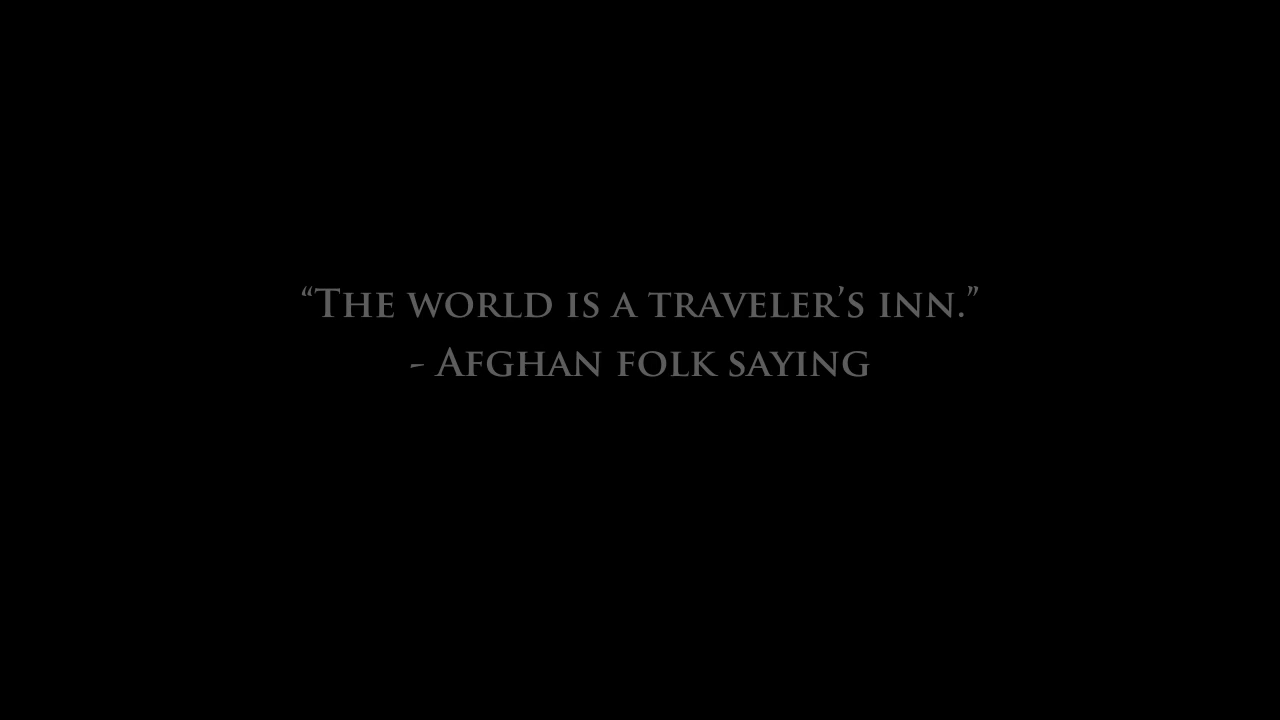 “The world is a traveler’s inn.”
- Afghan folk saying